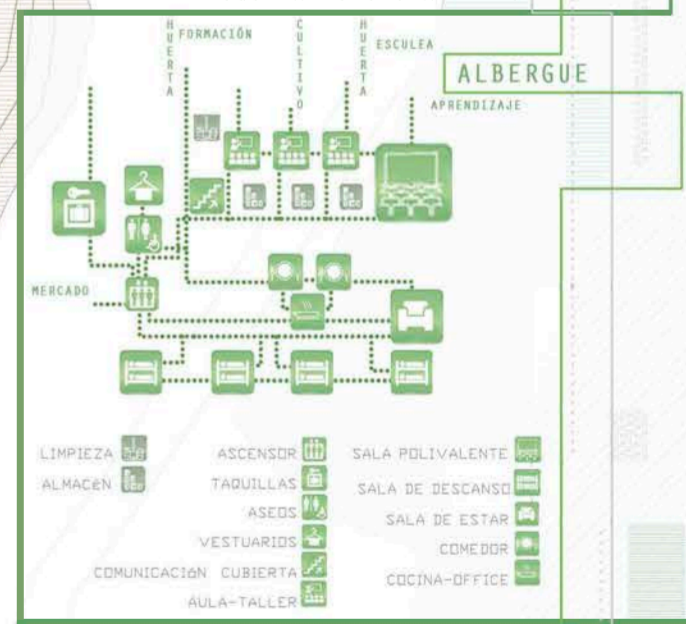 HUERTA
FORMACIÓN
CULTIVO
HUERTA
ESCULEA
ALBERGUE
APRENDIZAJE
MERCADO
LIMPIEZA
ALMACéN
ASCENSOR
TAQUILLAS
ASEOS
VESTUARIOS
COMUNICACIóN CUBIERTA
AULA-TALLER
SALA POLIVALENTE
SALA DE DESCANSO
SALA DE ESTAR
COMEDOR
COCINA-OFFICE